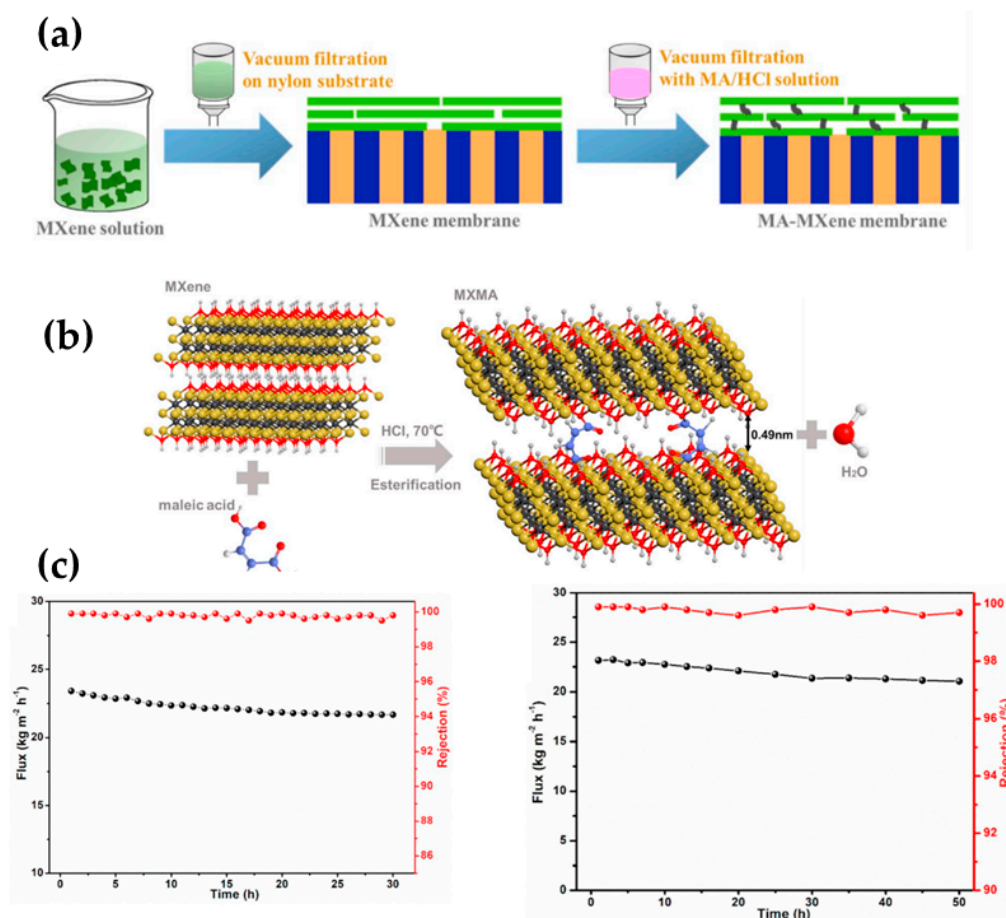 (a)
Vacuum filtration
on nylon substrate
Vacuum filtration
with MA/HCl solution
MXene solution
MXene membrane
MA-MXene membrane
(b)
MXene
MXMA
HCl, 70℃
Esterification
maleic acid
0.49nm
H₂O
(c)
30
25
20
15
10
Flux (kg m⁻² h⁻¹)
0 5 10 15 20 25 30
Time (h)
100
98
96
94
92
90
88
86
Rejection (%)
30
25
20
15
10
5
0
Flux (kg m⁻² h⁻¹)
0 10 20 30 40 50
Time (h)
100
98
96
94
92
90
Rejection (%)